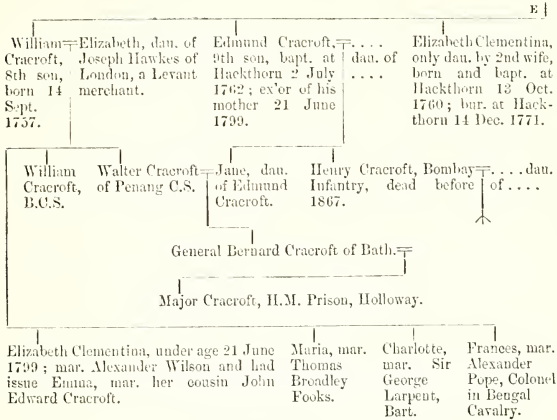 E
William Cracroft, 8th son, born 14 Sept. 1757.
Elizabeth, dau. of Joseph Hawkes of London, a Levant merchant.
Edmund Cracroft, 9th son, bapt. at Hackthorn 2 July 1762; ex'or of his mother 21 June 1799.
. . . . dau. of . . . .
Elizabeth Clementina, only dau. by 2nd wife, born and bapt. at Hackthorn 13 Oct. 1760; bur. at Hackthorn 14 Dec. 1771.
William Cracroft, B.C.S.
Walter Cracroft of Penang C.S.
Jane, dau. of Edmund Cracroft.
Henry Cracroft, Bombay Infantry, dead before 1867.
. . . . dau. of . . . .
General Bernard Cracroft of Bath.
Major Cracroft, H.M. Prison, Holloway.
Elizabeth Clementina, under age 21 June 1799; mar. Alexander Wilson and had issue Emma, mar. her cousin John Edward Cracroft.
Maria, mar. Thomas Broadley Fooks.
Charlotte, mar. Sir George Larpent, Bart.
Frances, mar. Alexander Pope, Colonel in Bengal Cavalry.